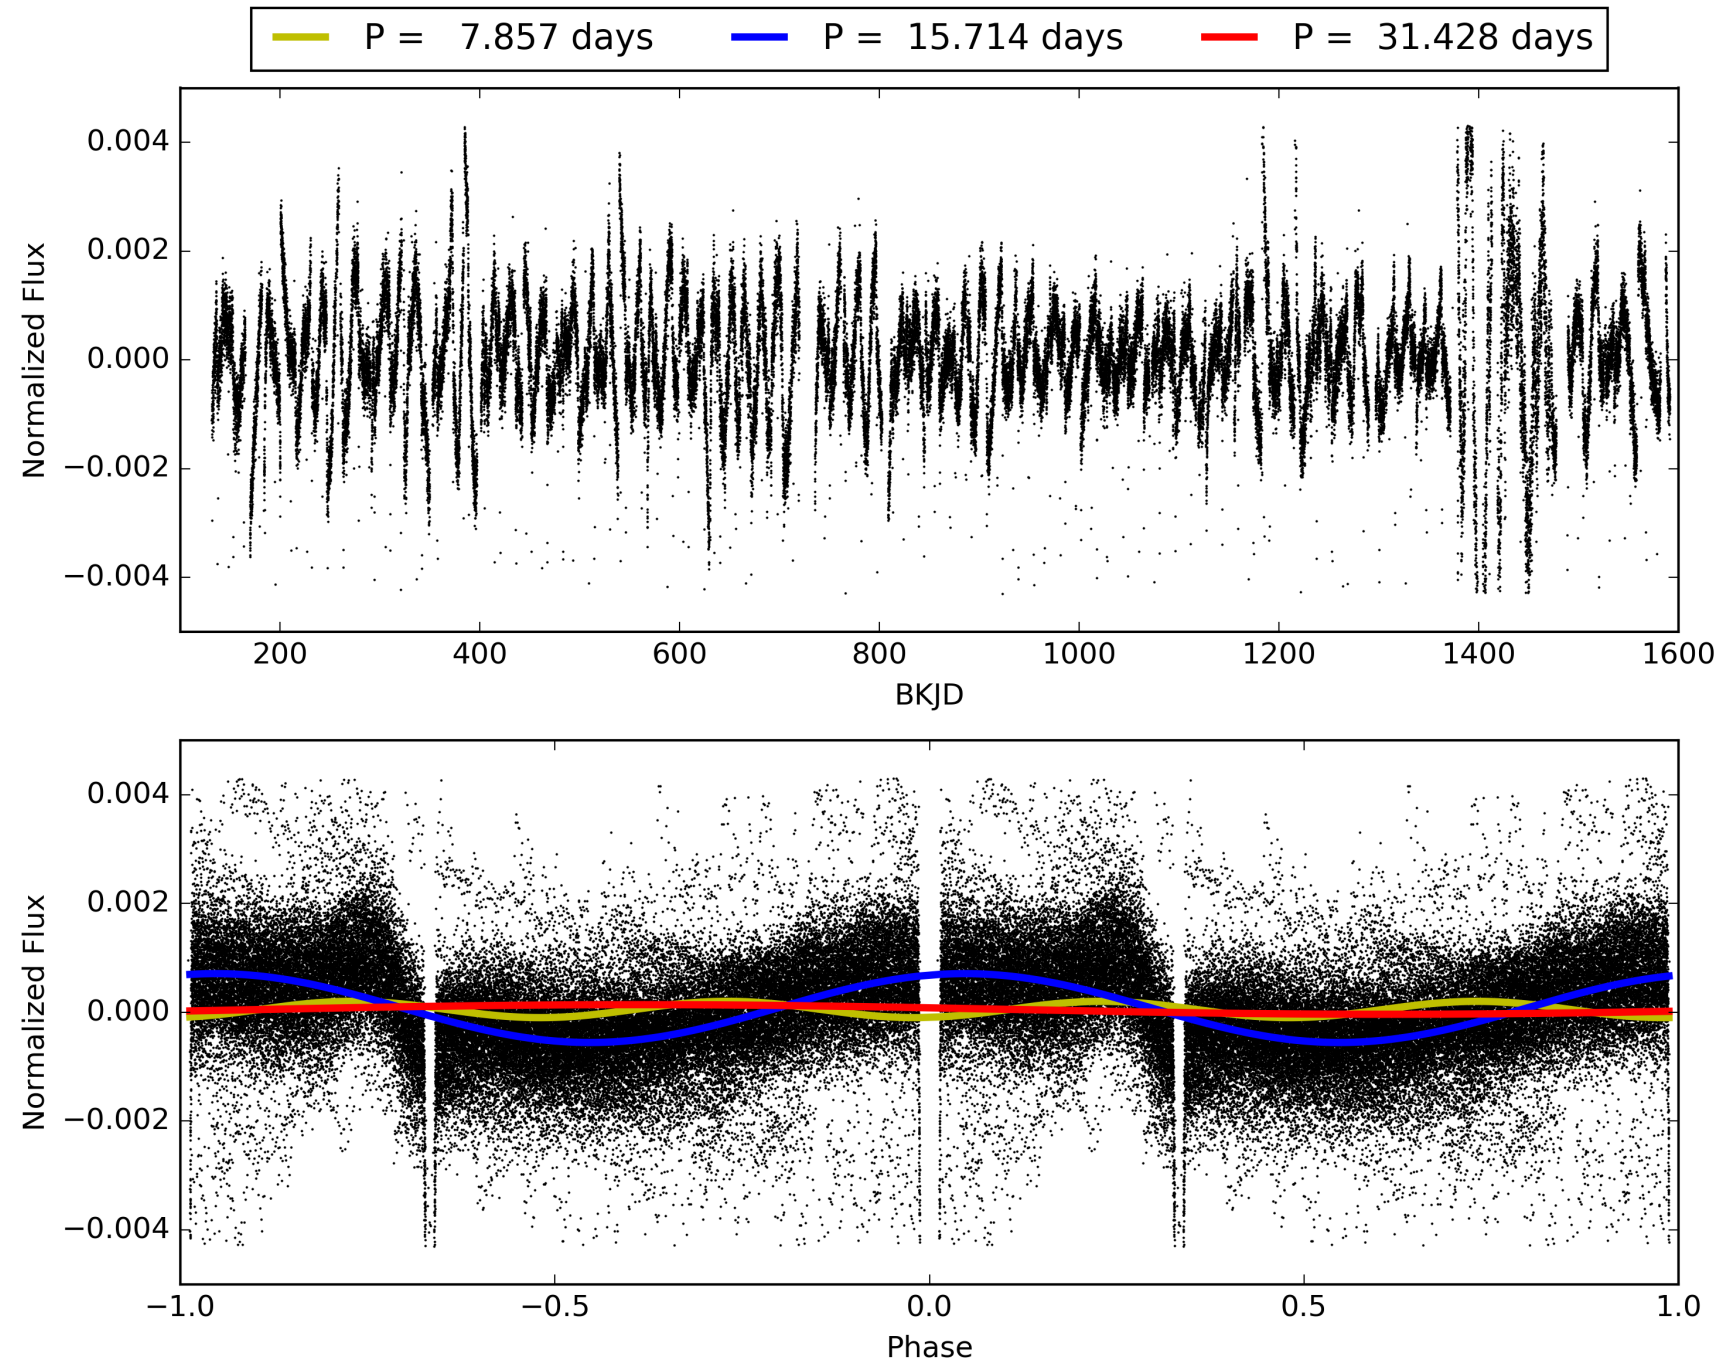 P = 7.857 days P = 15.714 days P = 31.428 days
0.004
0.002
0.000
−0.002
−0.004
Normalized Flux
200 400 600 800 1000 1200 1400 1600
BKJD
0.004
0.002
0.000
−0.002
−0.004
Normalized Flux
−1.0 −0.5 0.0 0.5 1.0
Phase